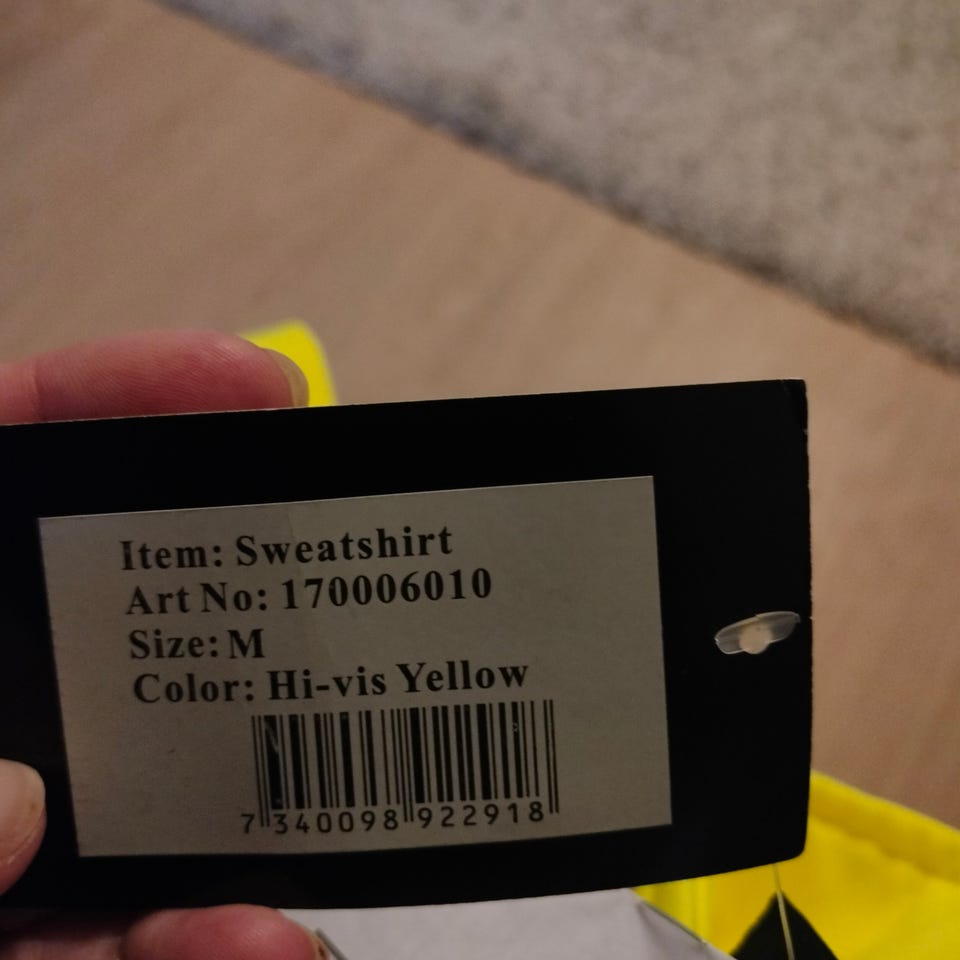 Item: Sweatshirt
Art No: 170006010
Size: M
Color: Hi-vis Yellow
7 340098 922918